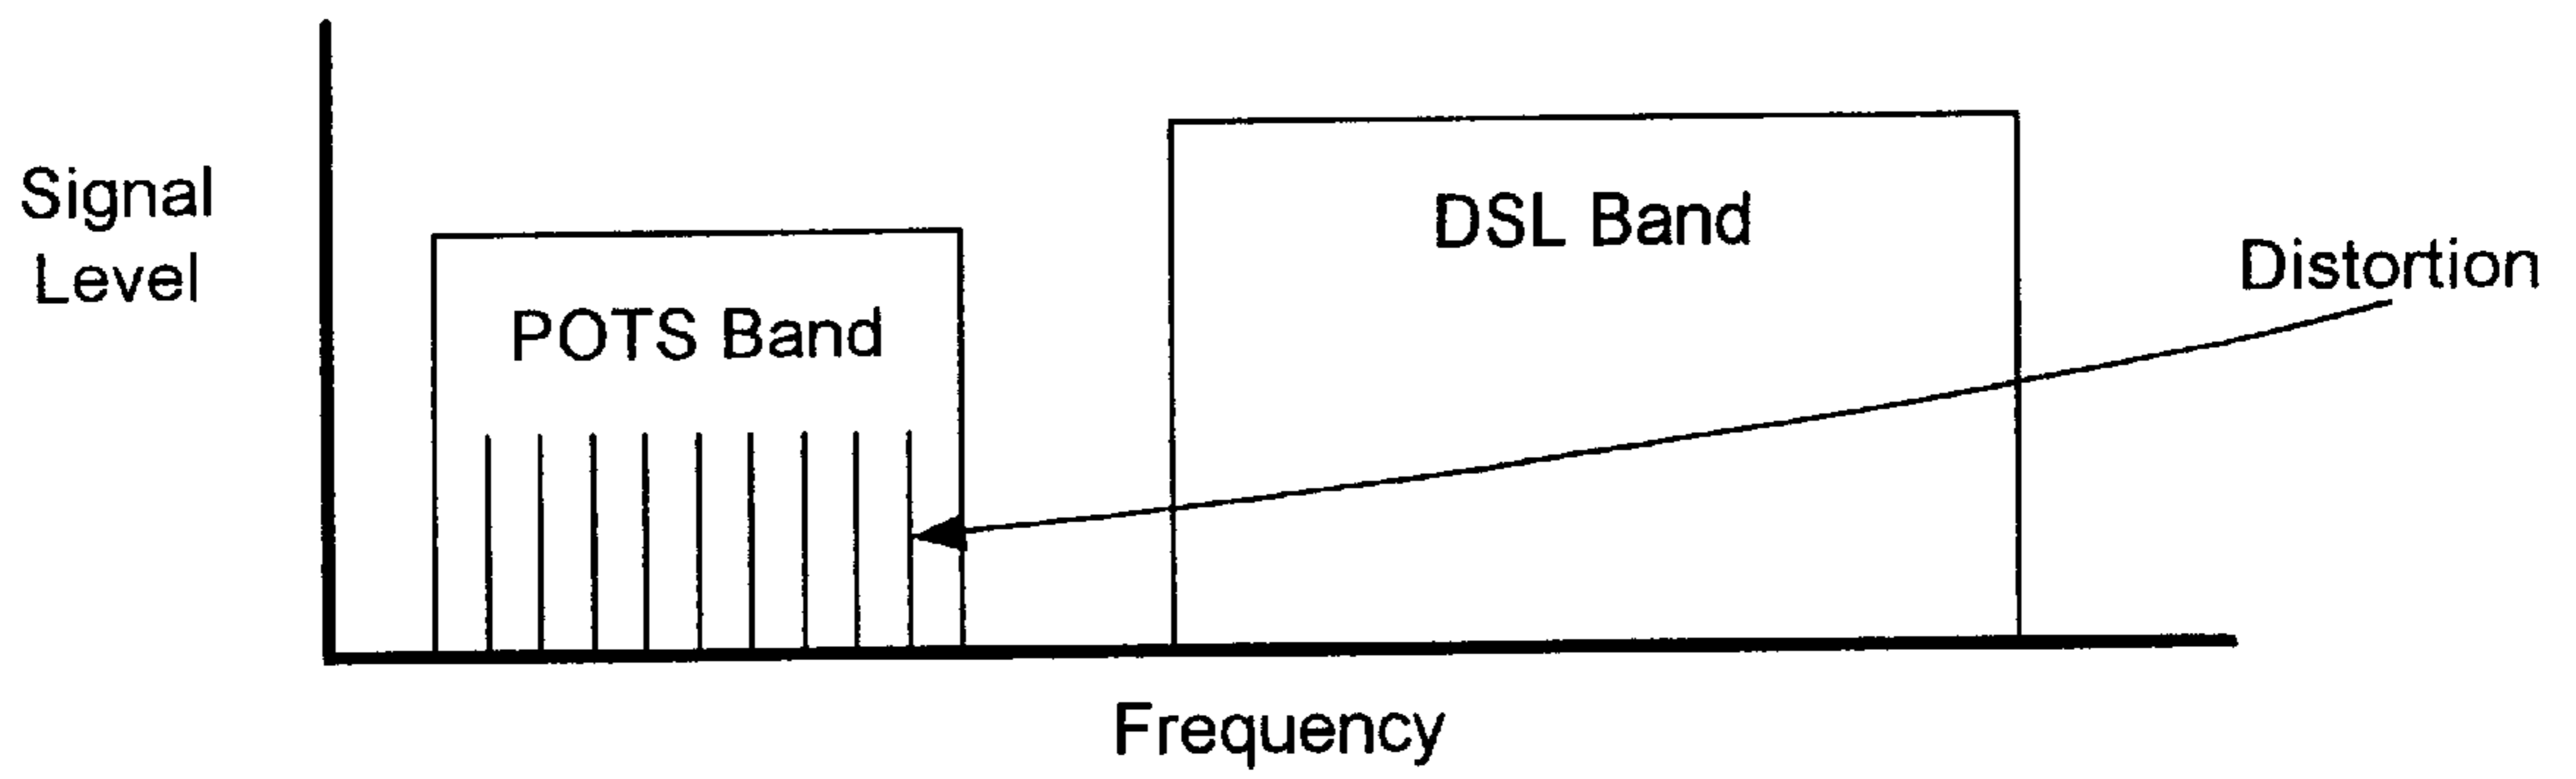 Signal
Level
POTS Band
DSL Band
Distortion
Frequency